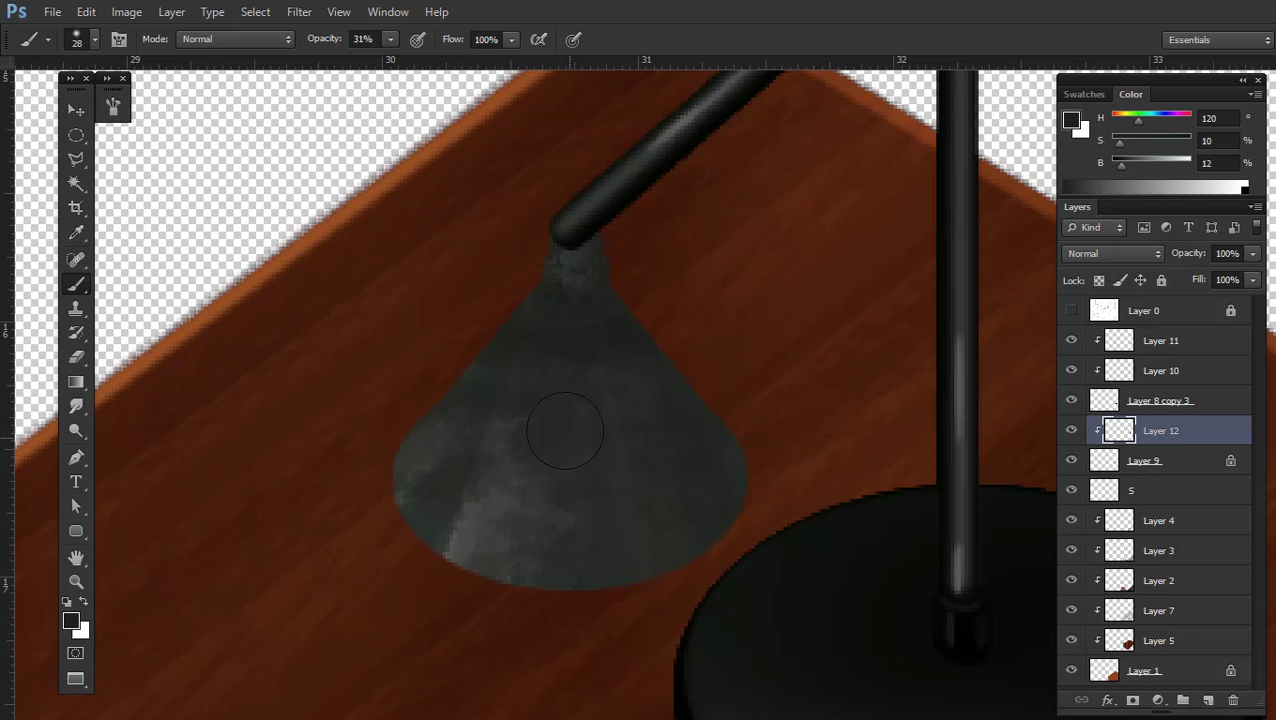 Ps File Edit Image Layer Type Select Filter View Window Help
28 Mode: Normal Opacity: 31% Flow: 100% Essentials
29 30 31 32 33
Swatches Color
H 120 °
S 10 %
B 12 %
Layers
Kind T
Normal Opacity: 100%
Lock: Fill: 100%
Layer 0
Layer 11
Layer 10
Layer 8 copy 3
Layer 12
Layer 9
S
Layer 4
Layer 3
Layer 2
Layer 7
Layer 5
Layer 1
T
fx